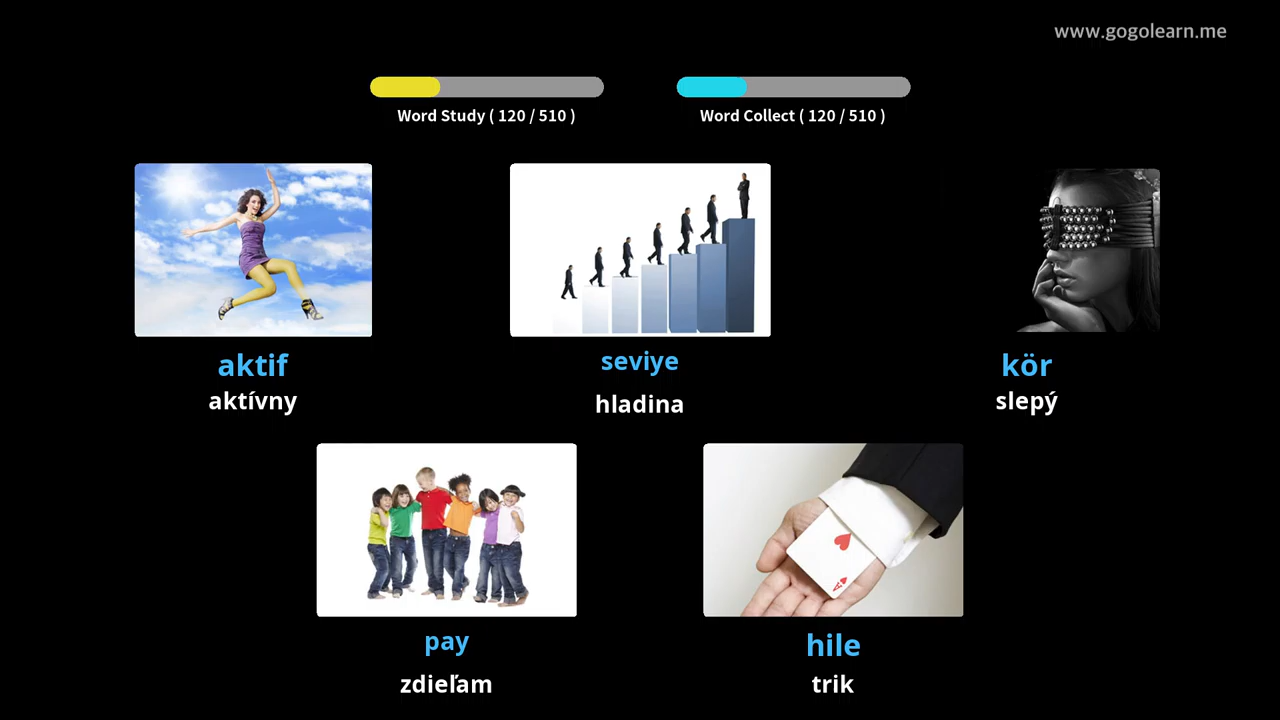 www.gogolearn.me
Word Study ( 120 / 510 )
Word Collect ( 120 / 510 )
aktif
aktívny
seviye
hladina
kör
slepý
pay
zdieľam
hile
trik
A